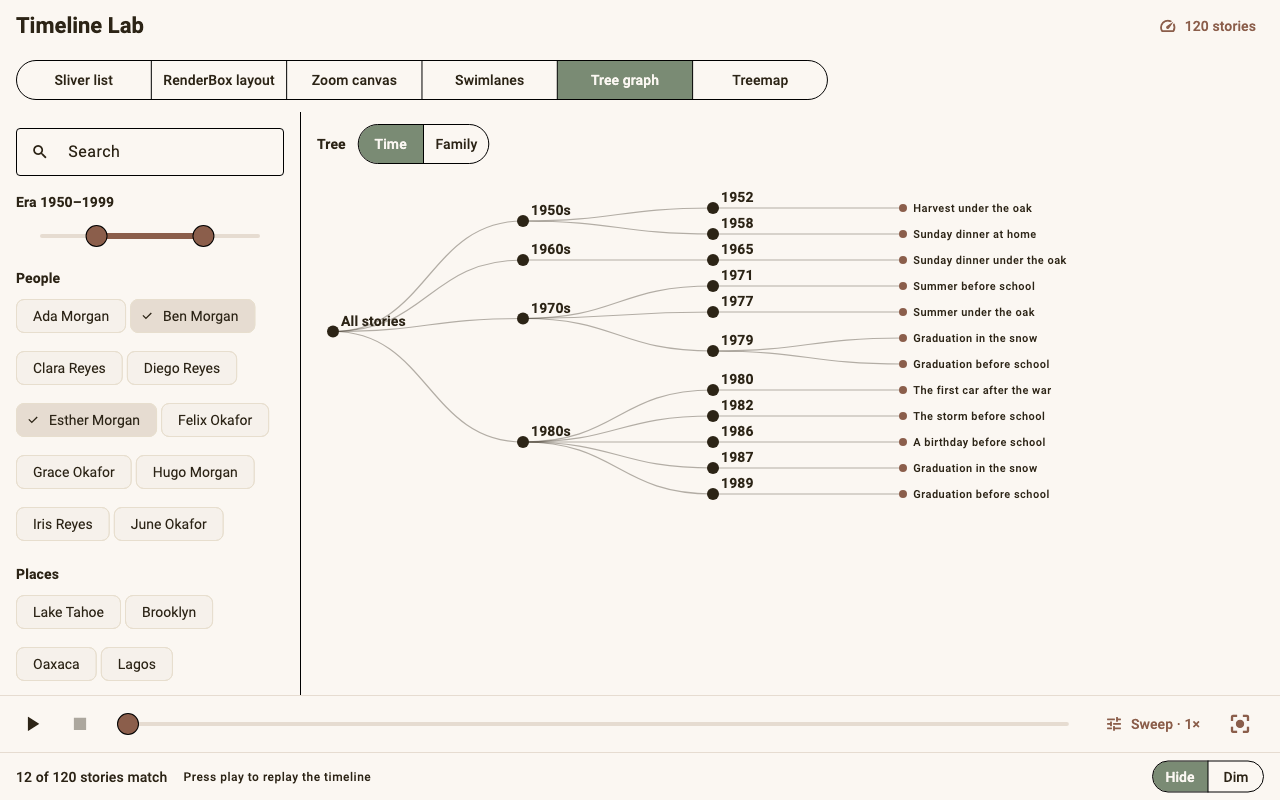 Timeline Lab
120 stories
Sliver list
RenderBox layout
Zoom canvas
Swimlanes
Tree graph
Treemap
Search
Era 1950–1999
People
Ada Morgan
Ben Morgan
Clara Reyes
Diego Reyes
Esther Morgan
Felix Okafor
Grace Okafor
Hugo Morgan
Iris Reyes
June Okafor
Places
Lake Tahoe
Brooklyn
Oaxaca
Lagos
Tree
Time
Family
All stories
1950s
1960s
1970s
1980s
1952
1958
1965
1971
1977
1979
1980
1982
1986
1987
1989
Harvest under the oak
Sunday dinner at home
Sunday dinner under the oak
Summer before school
Summer under the oak
Graduation in the snow
Graduation before school
The first car after the war
The storm before school
A birthday before school
Graduation in the snow
Graduation before school
Sweep · 1×
12 of 120 stories match
Press play to replay the timeline
Hide
Dim